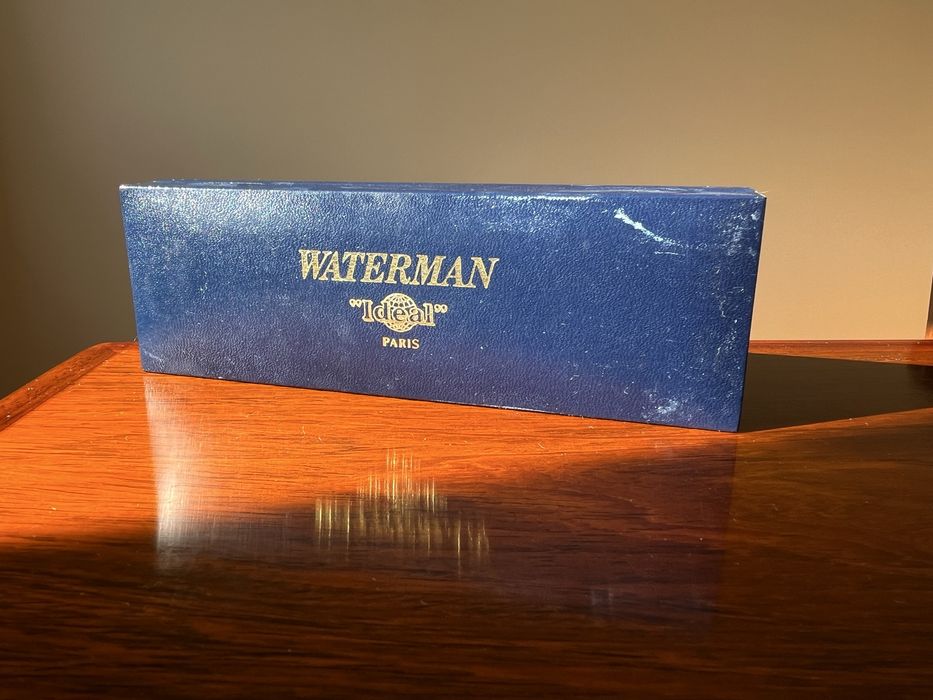 WATERMAN
"Ideal"
PARIS